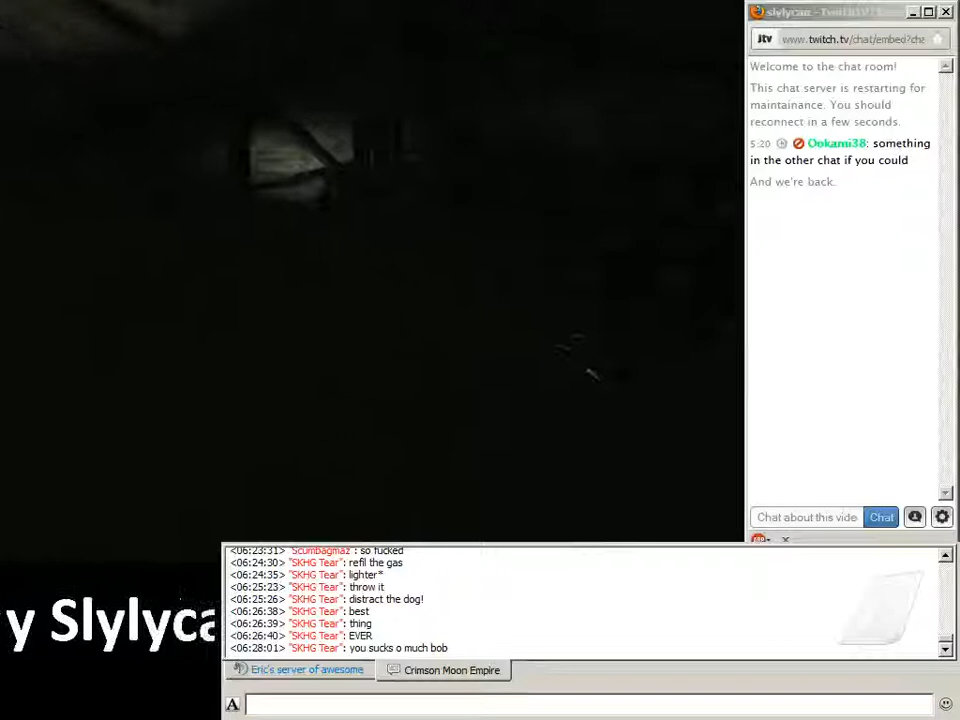 slylycan - Twitch
jtv www.twitch.tv/chat/embed?cha
Welcome to the chat room!
This chat server is restarting for
maintainance. You should
reconnect in a few seconds.
5:20 Ookami38: something
in the other chat if you could
And we're back.
Chat about this vide
Chat
<06:23:31> "Scumbagmaz": so fucked
<06:24:30> "SKHG Tear": refil the gas
<06:24:35> "SKHG Tear": lighter*
<06:25:23> "SKHG Tear": throw it
<06:25:26> "SKHG Tear": distract the dog!
<06:26:38> "SKHG Tear": best
<06:26:39> "SKHG Tear": thing
<06:26:40> "SKHG Tear": EVER
<06:28:01> "SKHG Tear": you sucks o much bob
y Slylyca
Eric's server of awesome
Crimson Moon Empire
A